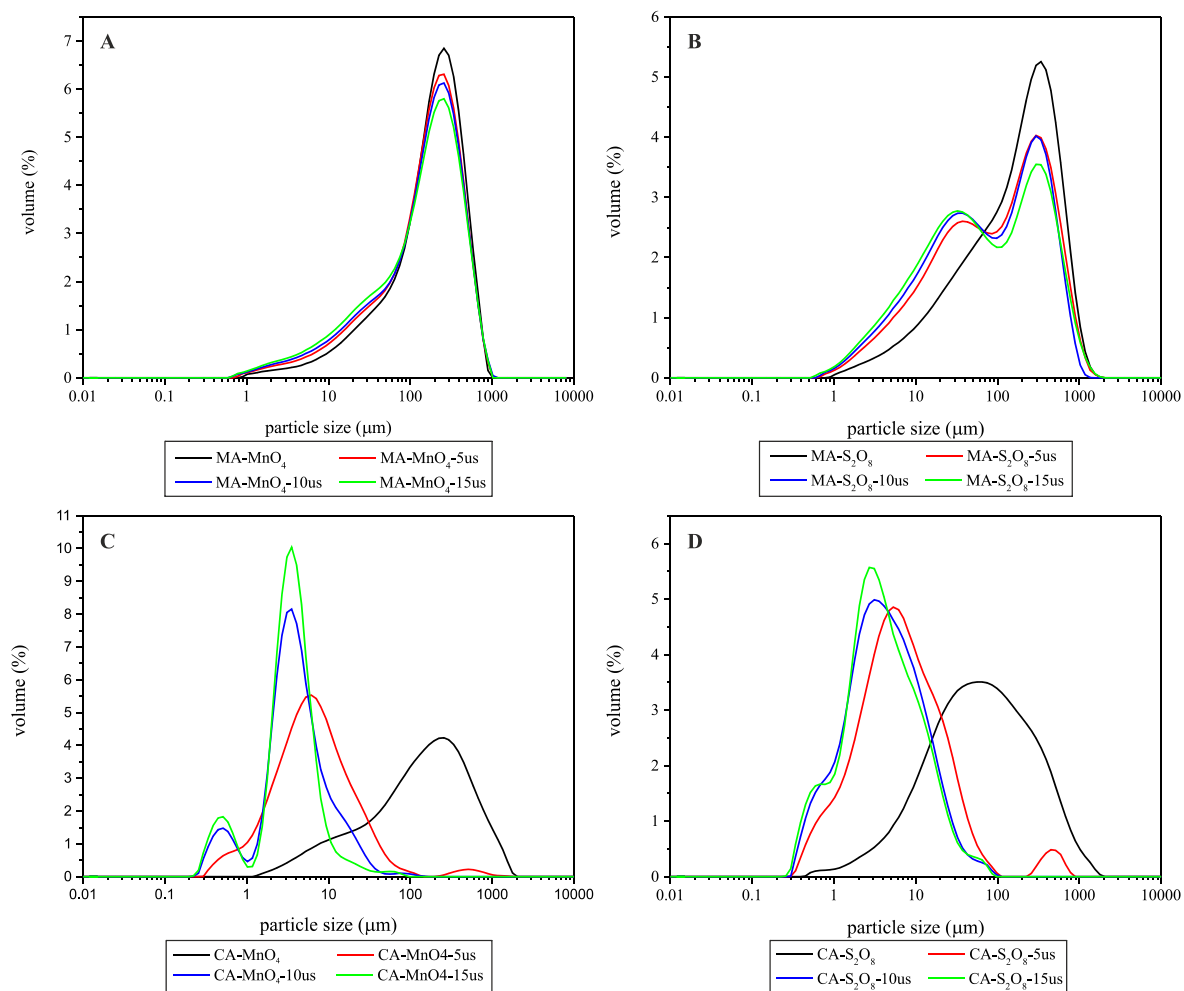 A
volume (%)
7
6
5
4
3
2
1
0
0.01 0.1 1 10 100 1000 10000
particle size (µm)
MA-MnO₄ MA-MnO₄-5us
MA-MnO₄-10us MA-MnO₄-15us
B
volume (%)
6
5
4
3
2
1
0
0.01 0.1 1 10 100 1000 10000
particle size (µm)
MA-S₂O₈ MA-S₂O₈-5us
MA-S₂O₈-10us MA-S₂O₈-15us
C
volume (%)
11
10
9
8
7
6
5
4
3
2
1
0
0.01 0.1 1 10 100 1000 10000
particle size (µm)
CA-MnO₄ CA-MnO4-5us
CA-MnO₄-10us CA-MnO4-15us
D
volume (%)
6
5
4
3
2
1
0
0.01 0.1 1 10 100 1000 10000
particle size (µm)
CA-S₂O₈ CA-S₂O₈-5us
CA-S₂O₈-10us CA-S₂O₈-15us